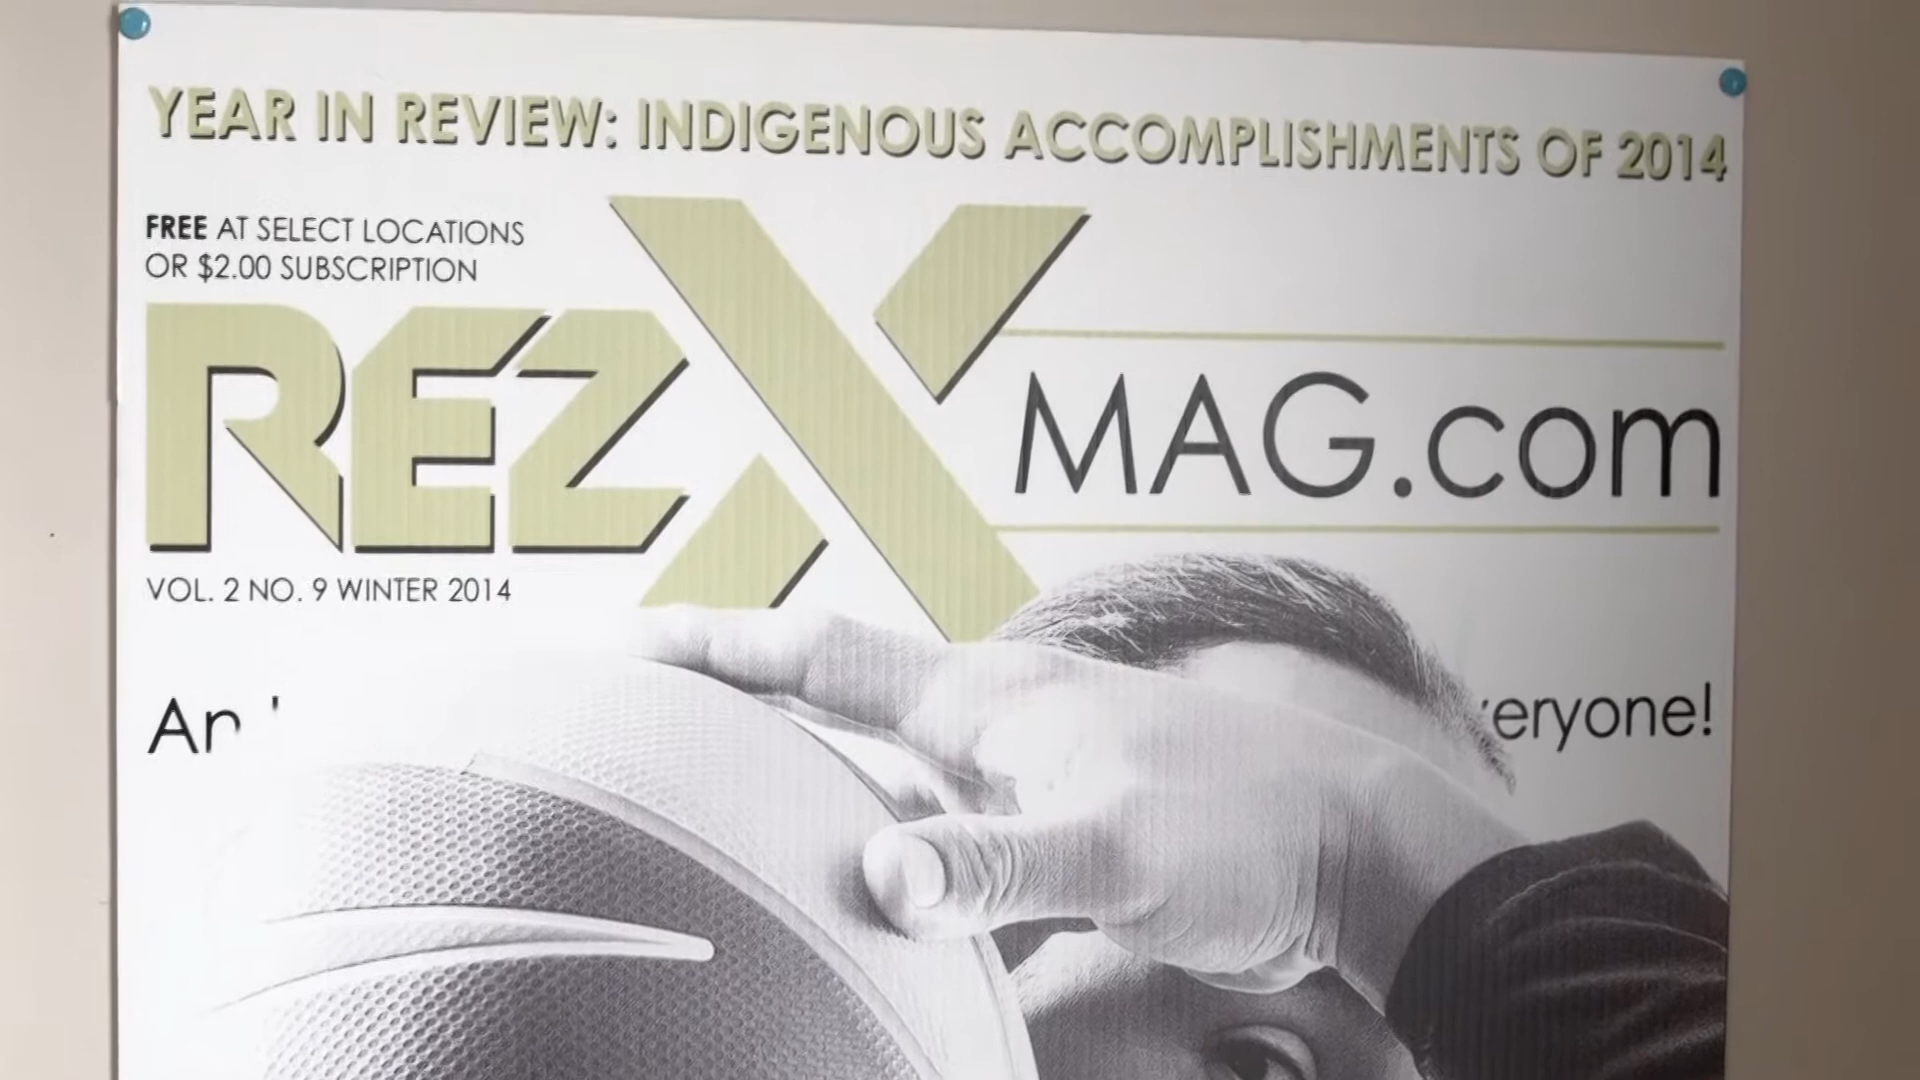 YEAR IN REVIEW: INDIGENOUS ACCOMPLISHMENTS OF 2014
FREE AT SELECT LOCATIONS
OR $2.00 SUBSCRIPTION
REZX MAG.com
VOL. 2 NO. 9 WINTER 2014